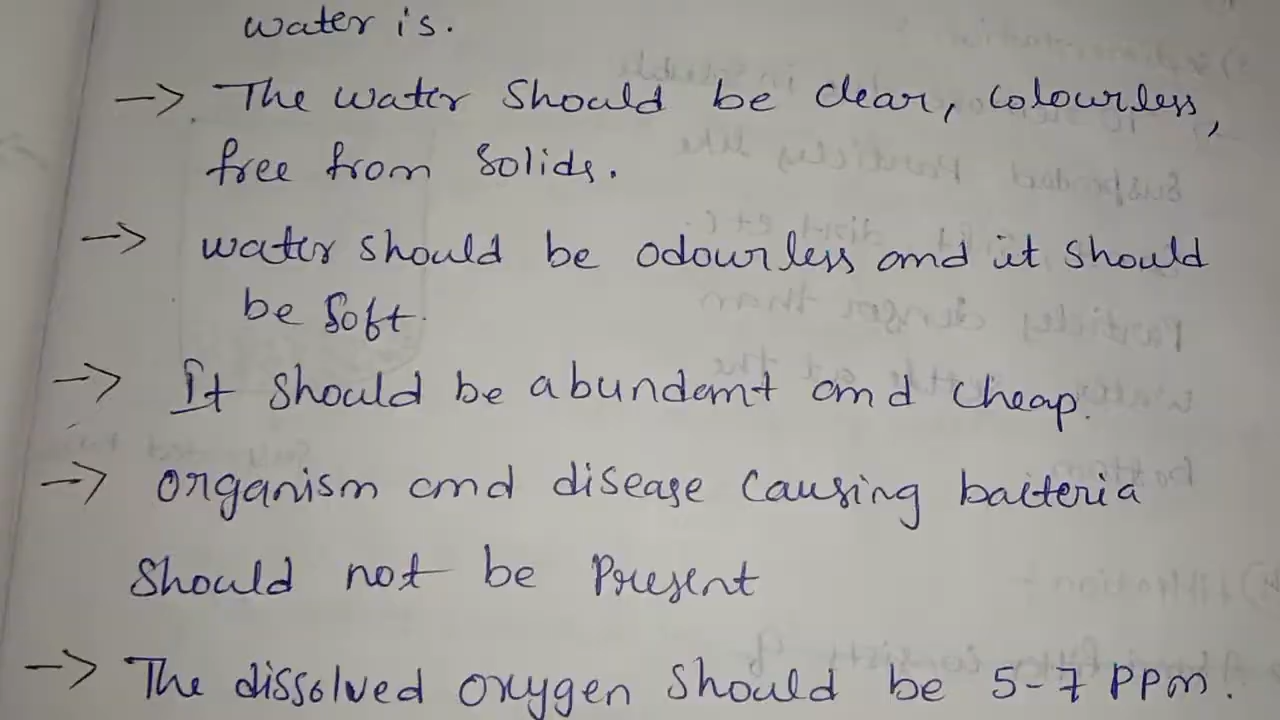 water is.
→ The water should be clear, colourless,
free from solids.
→ water should be odourless and it should
be soft.
→ It should be abundant and cheap.
→ organism and disease causing bacteria
should not be Present
→ The dissolved oxygen should be 5-7 PPm.